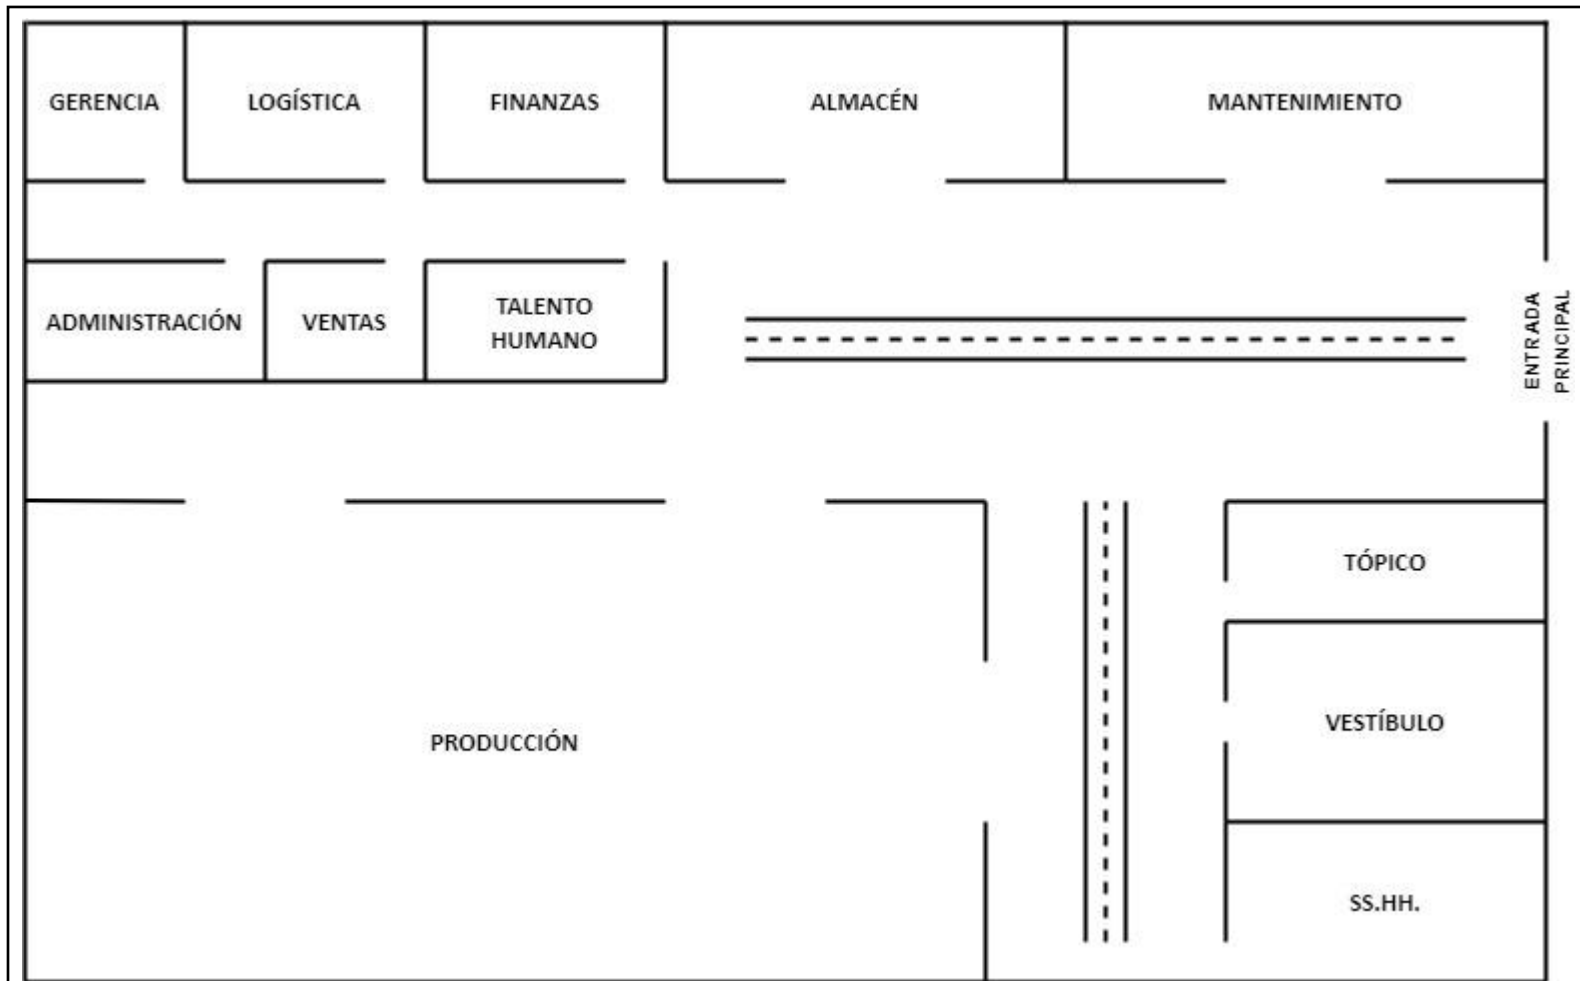 GERENCIA
LOGÍSTICA
FINANZAS
ALMACÉN
MANTENIMIENTO
ADMINISTRACIÓN
VENTAS
TALENTO
HUMANO
ENTRADA
PRINCIPAL
TÓPICO
VESTÍBULO
PRODUCCIÓN
SS.HH.